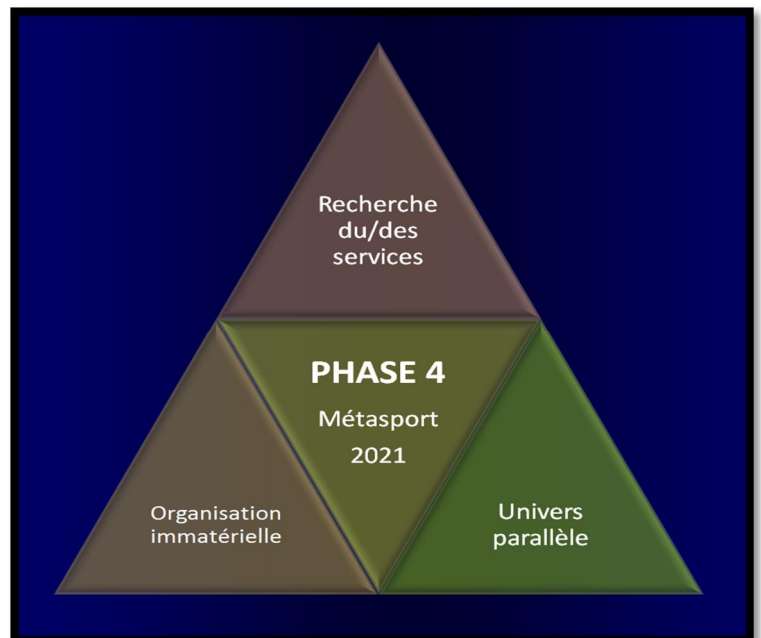 Recherche
du/des
services
PHASE 4
Métasport
2021
Organisation
immatérielle
Univers
parallèle